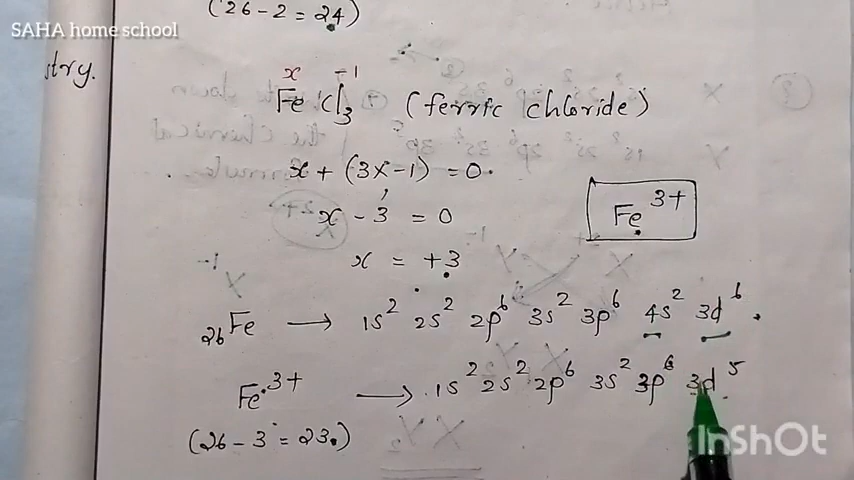 (26-2=24)
SAHA home school
stry.
x -1
FeCl₃ (ferric chloride)
x + (3x-1) = 0.
x - 3 = 0
Fe³⁺
x = +3
₂₆Fe → 1s² 2s² 2p⁶ 3s² 3p⁶ 4s² 3d⁶.
Fe³⁺ → 1s² 2s² 2p⁶ 3s² 3p⁶ 3d⁵
(26-3=23)
InShOt